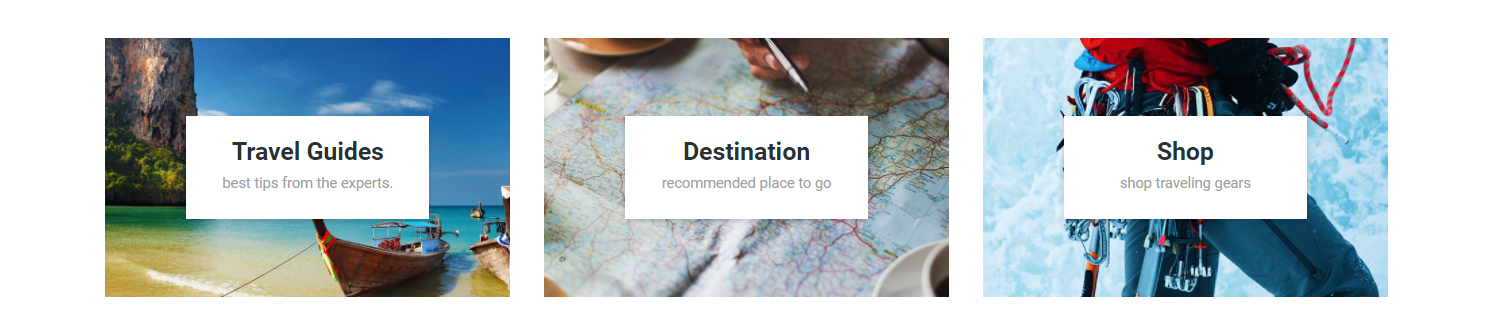 Travel Guides
best tips from the experts.
Destination
recommended place to go
Shop
shop traveling gears